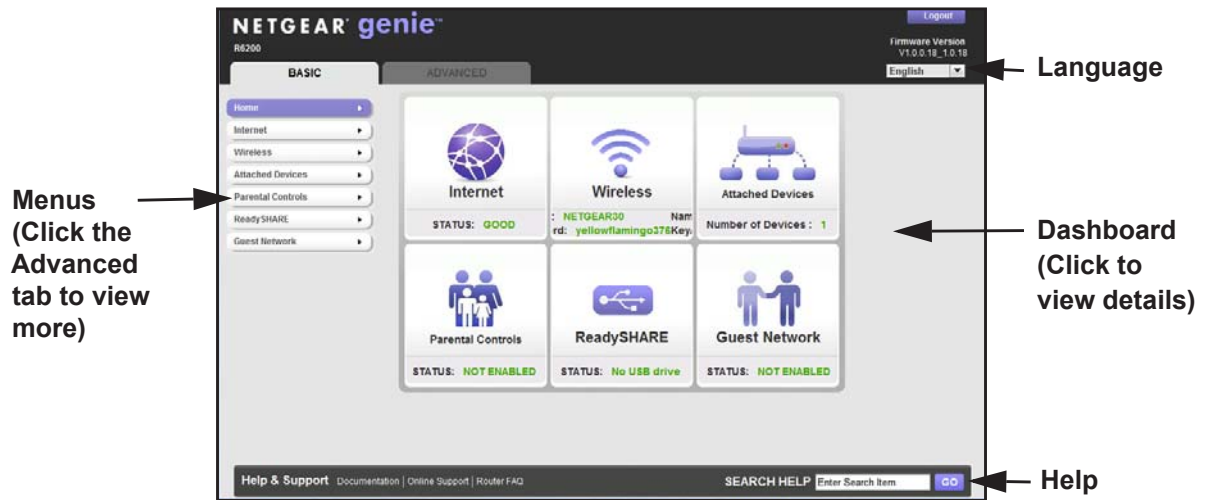 NETGEAR genie™
R6200
Logout
Firmware Version
V1.0.0.18_1.0.18
English
BASIC
ADVANCED
Home
Internet
Wireless
Attached Devices
Parental Controls
ReadySHARE
Guest Network
Internet
STATUS: GOOD
Wireless
: NETGEAR30 Nam
rd: yellowflamingo376Key
Attached Devices
Number of Devices : 1
Parental Controls
STATUS: NOT ENABLED
ReadySHARE
STATUS: No USB drive
Guest Network
STATUS: NOT ENABLED
Help & Support Documentation | Online Support | Router FAQ
SEARCH HELP Enter Search Item GO
Menus
(Click the
Advanced
tab to view
more)
Language
Dashboard
(Click to
view details)
Help